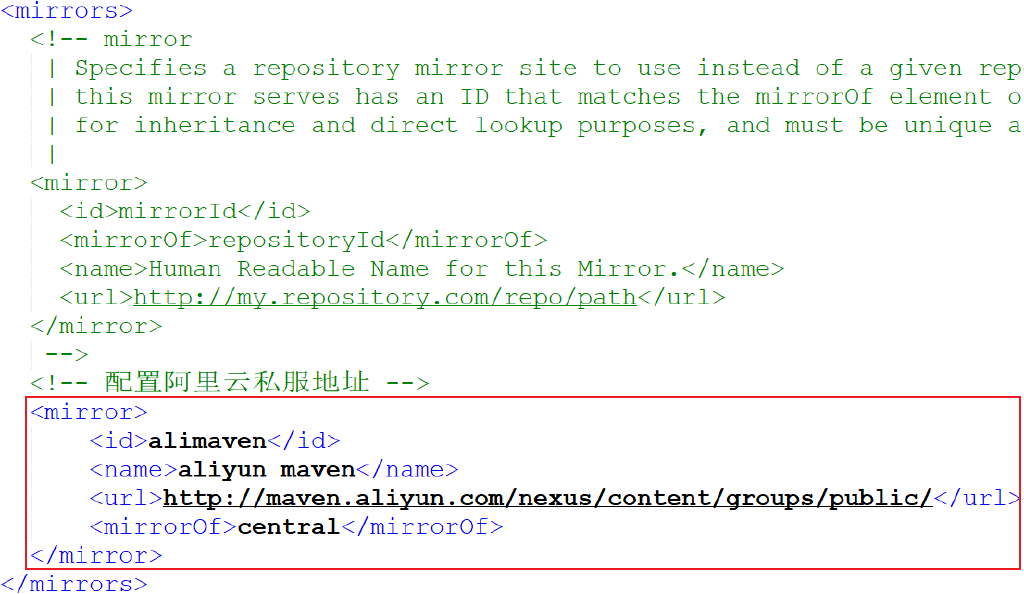 <mirrors>
<!-- mirror
| Specifies a repository mirror site to use instead of a given rep
| this mirror serves has an ID that matches the mirrorOf element o
| for inheritance and direct lookup purposes, and must be unique a
|
<mirror>
<id>mirrorId</id>
<mirrorOf>repositoryId</mirrorOf>
<name>Human Readable Name for this Mirror.</name>
<url>http://my.repository.com/repo/path</url>
</mirror>
-->
<!-- 配置阿里云私服地址 -->
<mirror>
<id>alimaven</id>
<name>aliyun maven</name>
<url>http://maven.aliyun.com/nexus/content/groups/public/</url>
<mirrorOf>central</mirrorOf>
</mirror>
</mirrors>